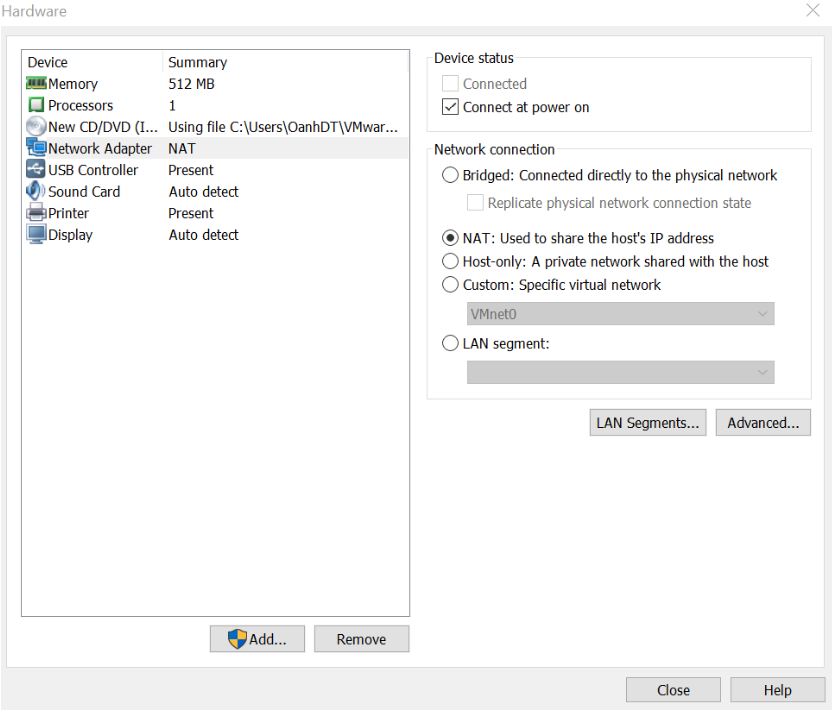 Hardware
Device Summary
Memory 512 MB
Processors 1
New CD/DVD (I... Using file C:\Users\OanhDT\VMwar...
Network Adapter NAT
USB Controller Present
Sound Card Auto detect
Printer Present
Display Auto detect
Add...
Remove
Device status
Connected
Connect at power on
Network connection
Bridged: Connected directly to the physical network
Replicate physical network connection state
NAT: Used to share the host's IP address
Host-only: A private network shared with the host
Custom: Specific virtual network
VMnet0
LAN segment:
LAN Segments...
Advanced...
Close
Help